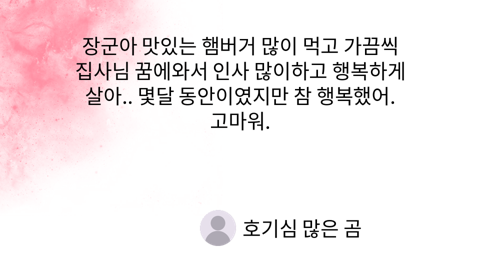 장군아 맛있는 햄버거 많이 먹고 가끔씩
집사님 꿈에와서 인사 많이하고 행복하게
살아.. 몇달 동안이였지만 참 행복했어.
고마워.
호기심 많은 곰